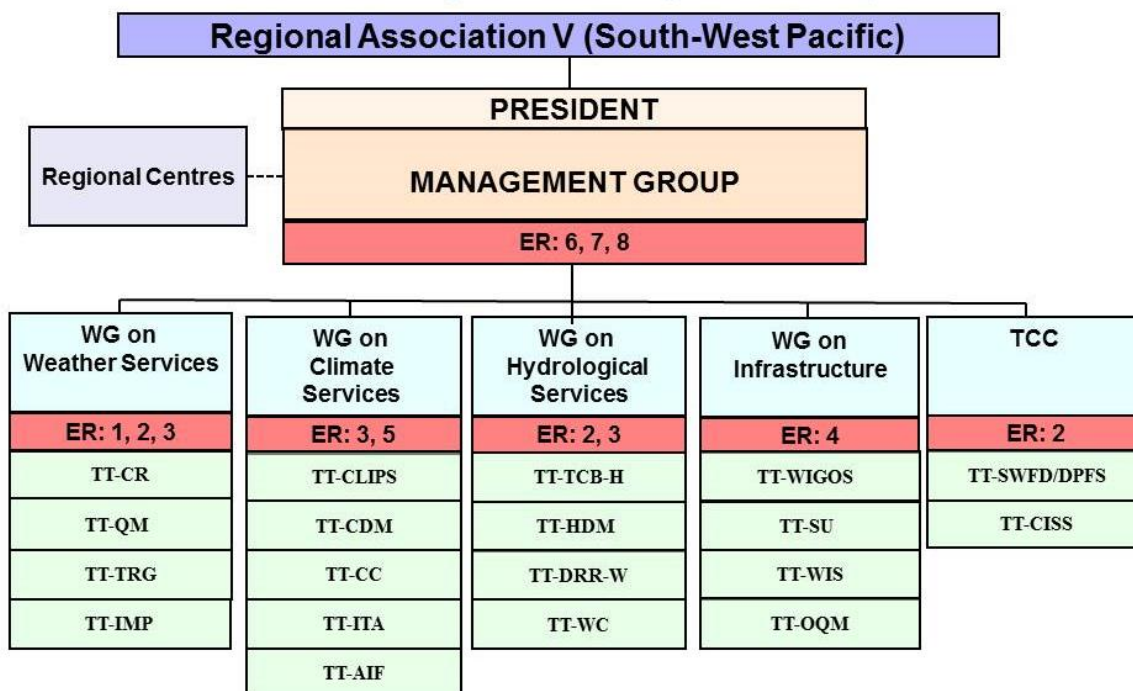 Regional Association V (South-West Pacific)
PRESIDENT
Regional Centres
MANAGEMENT GROUP
ER: 6, 7, 8
WG on
Weather Services
ER: 1, 2, 3
TT-CR
TT-QM
TT-TRG
TT-IMP
WG on
Climate
Services
ER: 3, 5
TT-CLIPS
TT-CDM
TT-CC
TT-ITA
TT-AIF
WG on
Hydrological
Services
ER: 2, 3
TT-TCB-H
TT-HDM
TT-DRR-W
TT-WC
WG on
Infrastructure
ER: 4
TT-WIGOS
TT-SU
TT-WIS
TT-OQM
TCC
ER: 2
TT-SWFD/DPFS
TT-CISS